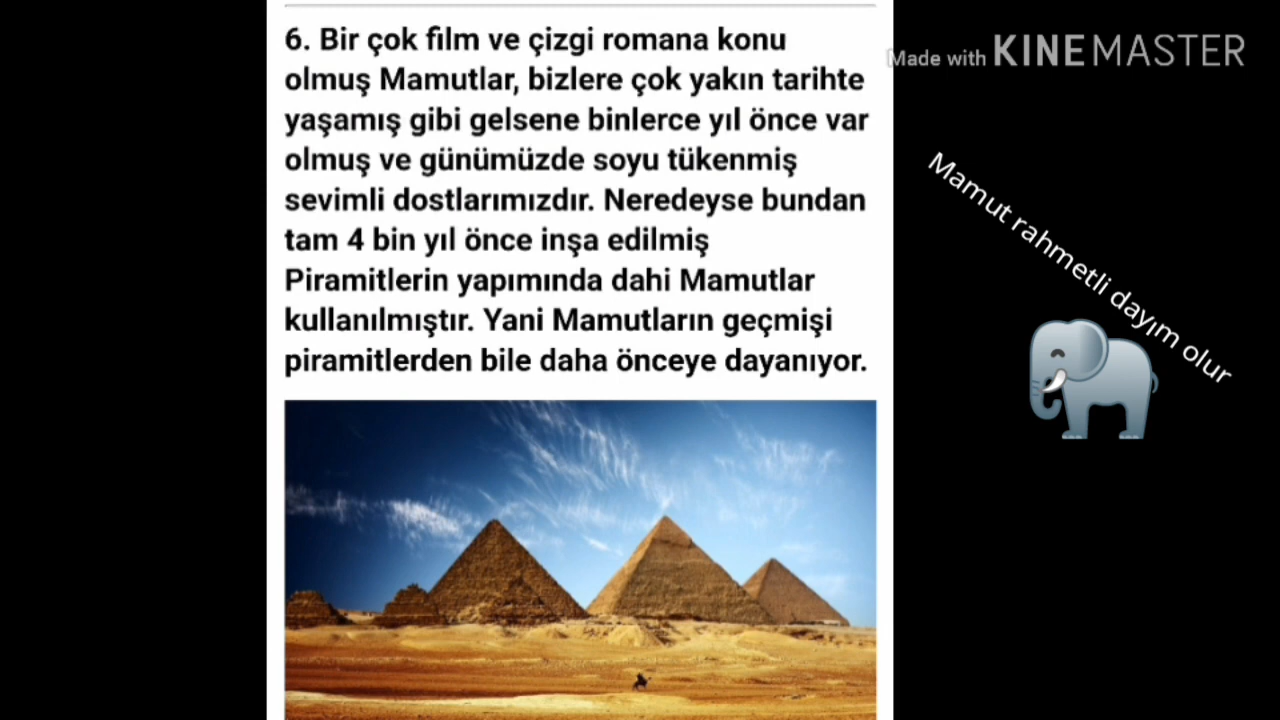 6. Bir çok film ve çizgi romana konu
olmuş Mamutlar, bizlere çok yakın tarihte
yaşamış gibi gelsene binlerce yıl önce var
olmuş ve günümüzde soyu tükenmiş
sevimli dostlarımızdır. Neredeyse bundan
tam 4 bin yıl önce inşa edilmiş
Piramitlerin yapımında dahi Mamutlar
kullanılmıştır. Yani Mamutların geçmişi
piramitlerden bile daha önceye dayanıyor.
Made with KINEMASTER
Mamut rahmetli dayım olur